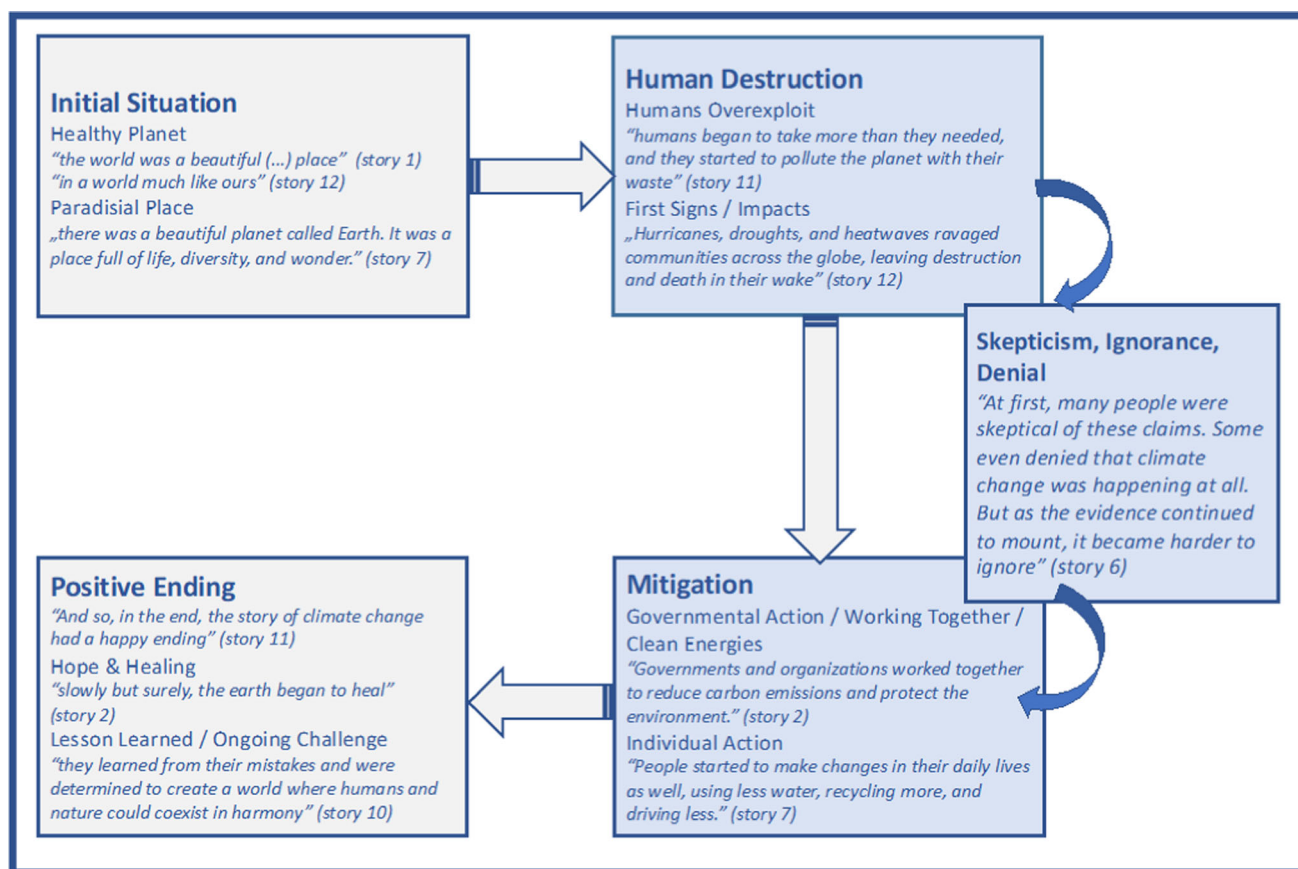 Initial Situation
Healthy Planet
“the world was a beautiful (...) place” (story 1)
“in a world much like ours” (story 12)
Paradisial Place
„there was a beautiful planet called Earth. It was a
place full of life, diversity, and wonder.” (story 7)
Human Destruction
Humans Overexploit
“humans began to take more than they needed,
and they started to pollute the planet with their
waste” (story 11)
First Signs / Impacts
„Hurricanes, droughts, and heatwaves ravaged
communities across the globe, leaving destruction
and death in their wake” (story 12)
Skepticism, Ignorance,
Denial
“At first, many people were
skeptical of these claims. Some
even denied that climate
change was happening at all.
But as the evidence continued
to mount, it became harder to
ignore” (story 6)
Mitigation
Governmental Action / Working Together /
Clean Energies
“Governments and organizations worked together
to reduce carbon emissions and protect the
environment.” (story 2)
Individual Action
“People started to make changes in their daily lives
as well, using less water, recycling more, and
driving less.” (story 7)
Positive Ending
“And so, in the end, the story of climate change
had a happy ending” (story 11)
Hope & Healing
“slowly but surely, the earth began to heal”
(story 2)
Lesson Learned / Ongoing Challenge
“they learned from their mistakes and were
determined to create a world where humans and
nature could coexist in harmony” (story 10)